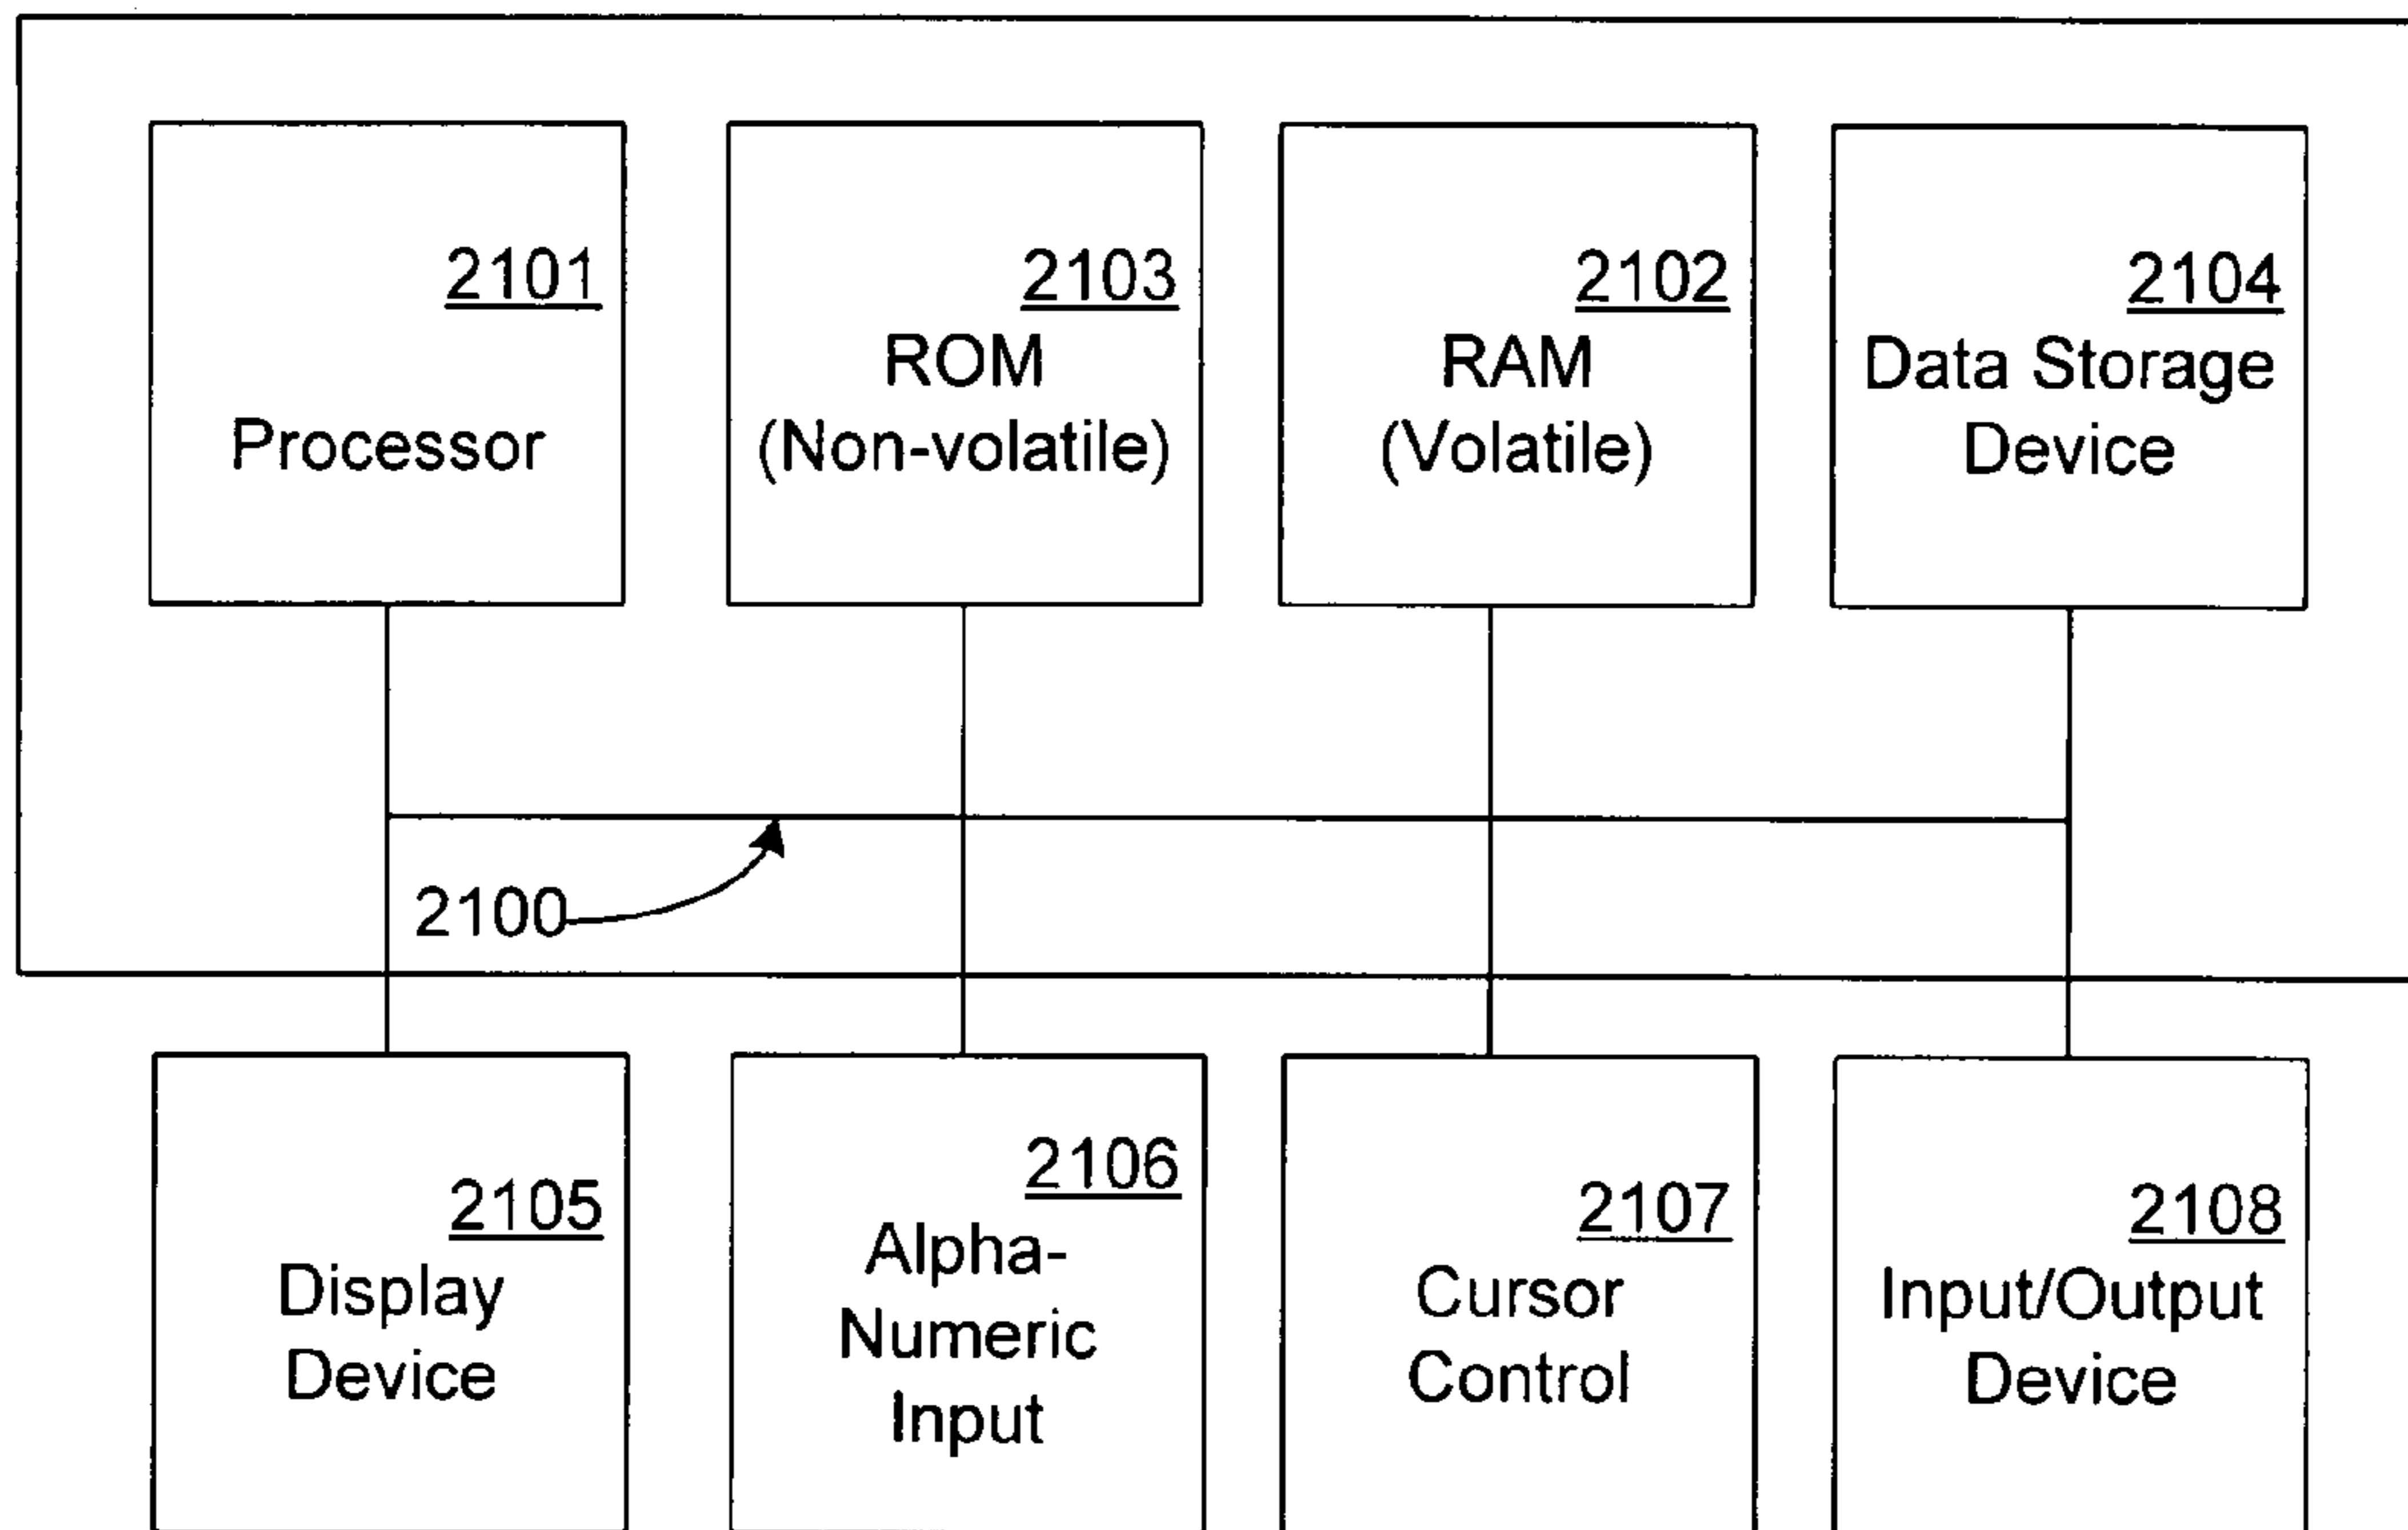 2101
Processor
2103
ROM
(Non-volatile)
2102
RAM
(Volatile)
2104
Data Storage
Device
2100
2105
Display
Device
2106
Alpha-
Numeric
Input
2107
Cursor
Control
2108
Input/Output
Device